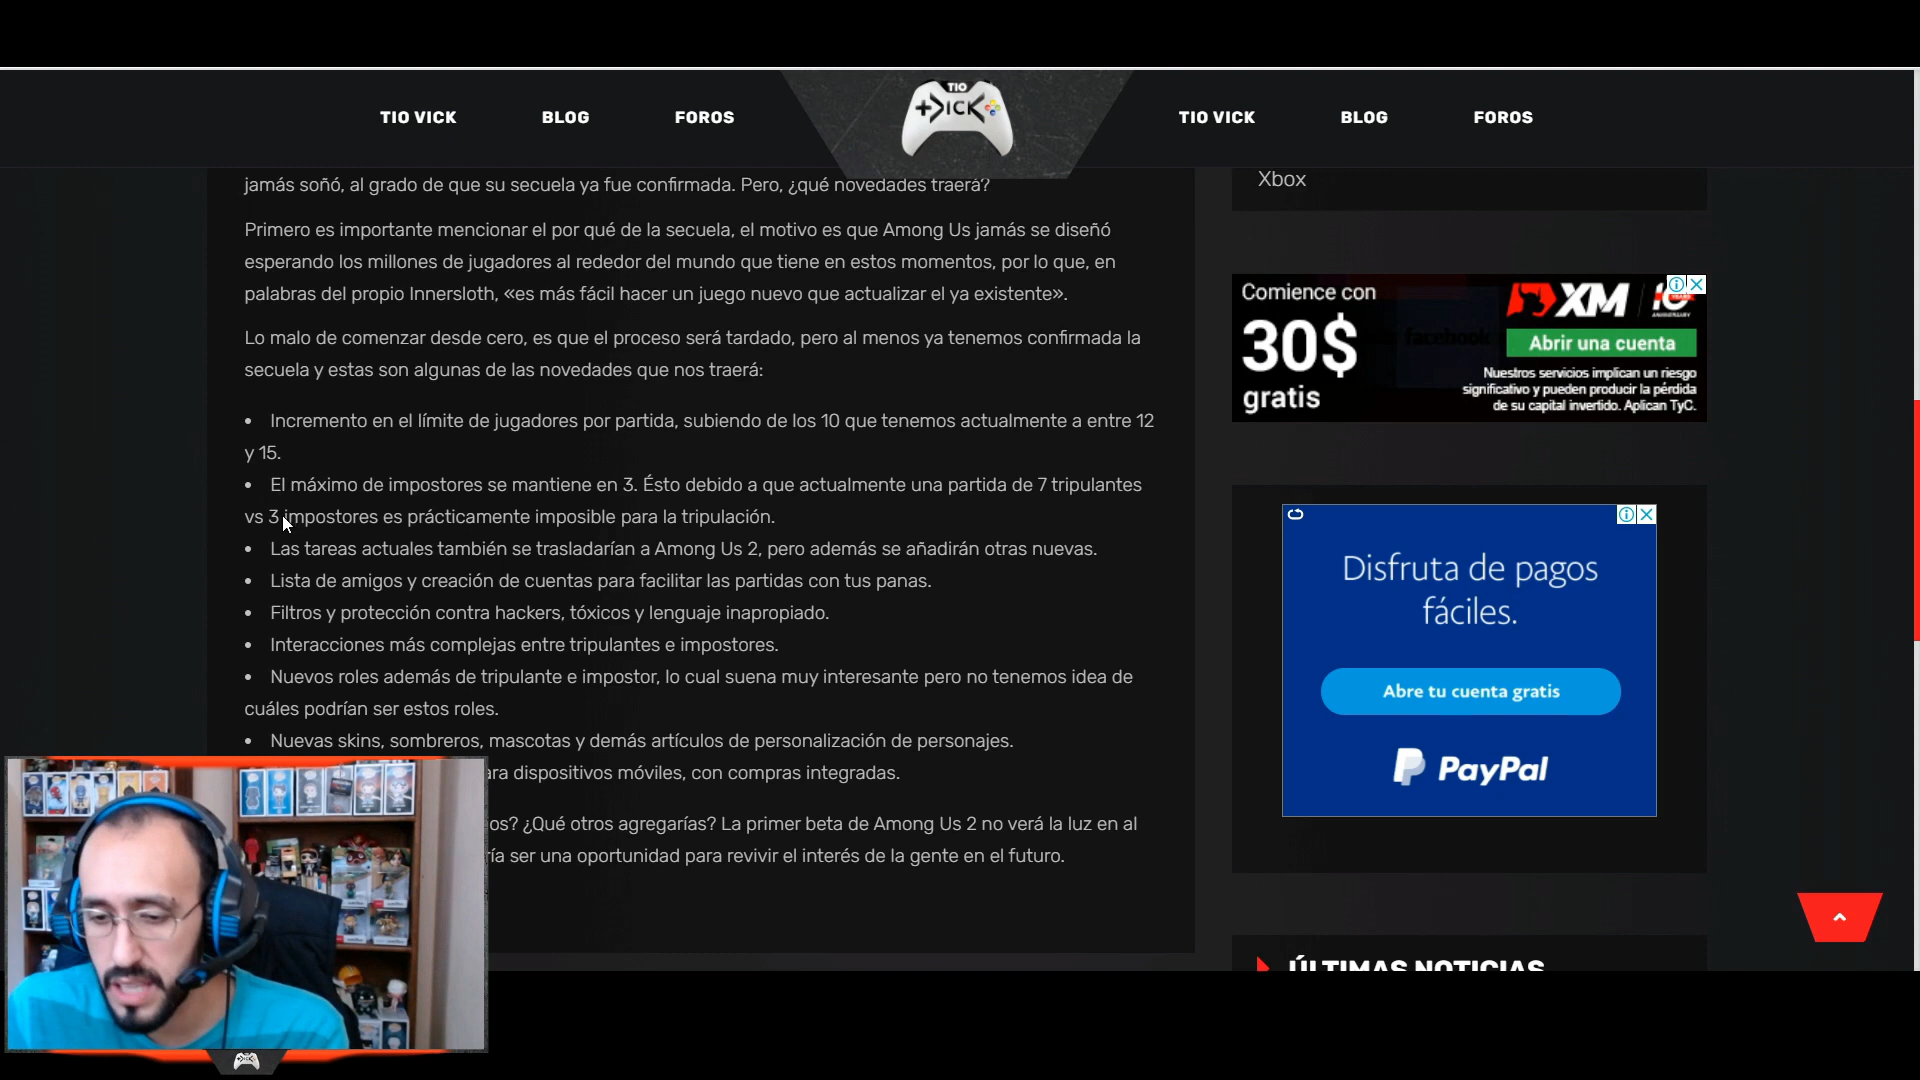 TIO VICK
BLOG
FOROS
TIO
VICK
TIO VICK
BLOG
FOROS
jamás soñó, al grado de que su secuela ya fue confirmada. Pero, ¿qué novedades traerá?
Primero es importante mencionar el por qué de la secuela, el motivo es que Among Us jamás se diseñó
esperando los millones de jugadores al rededor del mundo que tiene en estos momentos, por lo que, en
palabras del propio Innersloth, «es más fácil hacer un juego nuevo que actualizar el ya existente».
Lo malo de comenzar desde cero, es que el proceso será tardado, pero al menos ya tenemos confirmada la
secuela y estas son algunas de las novedades que nos traerá:
• Incremento en el límite de jugadores por partida, subiendo de los 10 que tenemos actualmente a entre 12
y 15.
• El máximo de impostores se mantiene en 3. Ésto debido a que actualmente una partida de 7 tripulantes
vs 3 impostores es prácticamente imposible para la tripulación.
• Las tareas actuales también se trasladarían a Among Us 2, pero además se añadirán otras nuevas.
• Lista de amigos y creación de cuentas para facilitar las partidas con tus panas.
• Filtros y protección contra hackers, tóxicos y lenguaje inapropiado.
• Interacciones más complejas entre tripulantes e impostores.
• Nuevos roles además de tripulante e impostor, lo cual suena muy interesante pero no tenemos idea de
cuáles podrían ser estos roles.
• Nuevas skins, sombreros, mascotas y demás artículos de personalización de personajes.
ara dispositivos móviles, con compras integradas.
os? ¿Qué otros agregarías? La primer beta de Among Us 2 no verá la luz en al
ría ser una oportunidad para revivir el interés de la gente en el futuro.
Xbox
Comience con
30$
gratis
XM
10
Abrir una cuenta
Nuestros servicios implican un riesgo
significativo y pueden producir la pérdida
de su capital invertido. Aplican TyC.
Disfruta de pagos
fáciles.
Abre tu cuenta gratis
PayPal
ÚLTIMAS NOTICIAS